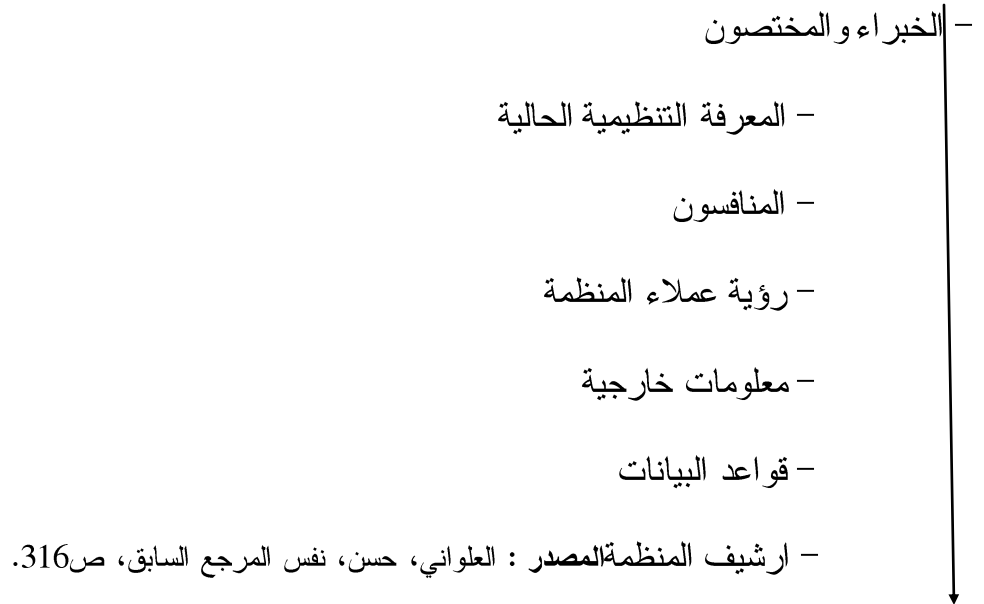 – الخبراء والمختصون
– المعرفة التنظيمية الحالية
– المنافسون
– رؤية عملاء المنظمة
– معلومات خارجية
– قواعد البيانات
– ارشيف المنظمةالمصدر : العلواني، حسن، نفس المرجع السابق، ص316.